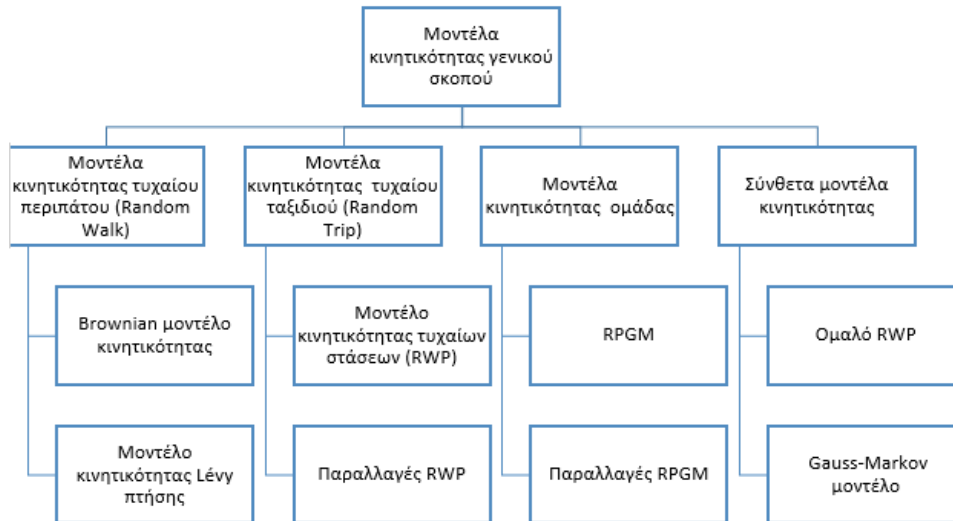 Μοντέλα
κινητικότητας γενικού
σκοπού
Μοντέλα
κινητικότητας τυχαίου
περιπάτου (Random
Walk)
Μοντέλα
κινητικότητας τυχαίου
ταξιδιού (Random
Trip)
Μοντέλα
κινητικότητας ομάδας
Σύνθετα μοντέλα
κινητικότητας
Brownian μοντέλο
κινητικότητας
Μοντέλο
κινητικότητας τυχαίων
στάσεων (RWP)
RPGM
Ομαλό RWP
Μοντέλο
κινητικότητας Lévy
πτήσης
Παραλλαγές RWP
Παραλλαγές RPGM
Gauss-Markov
μοντέλο